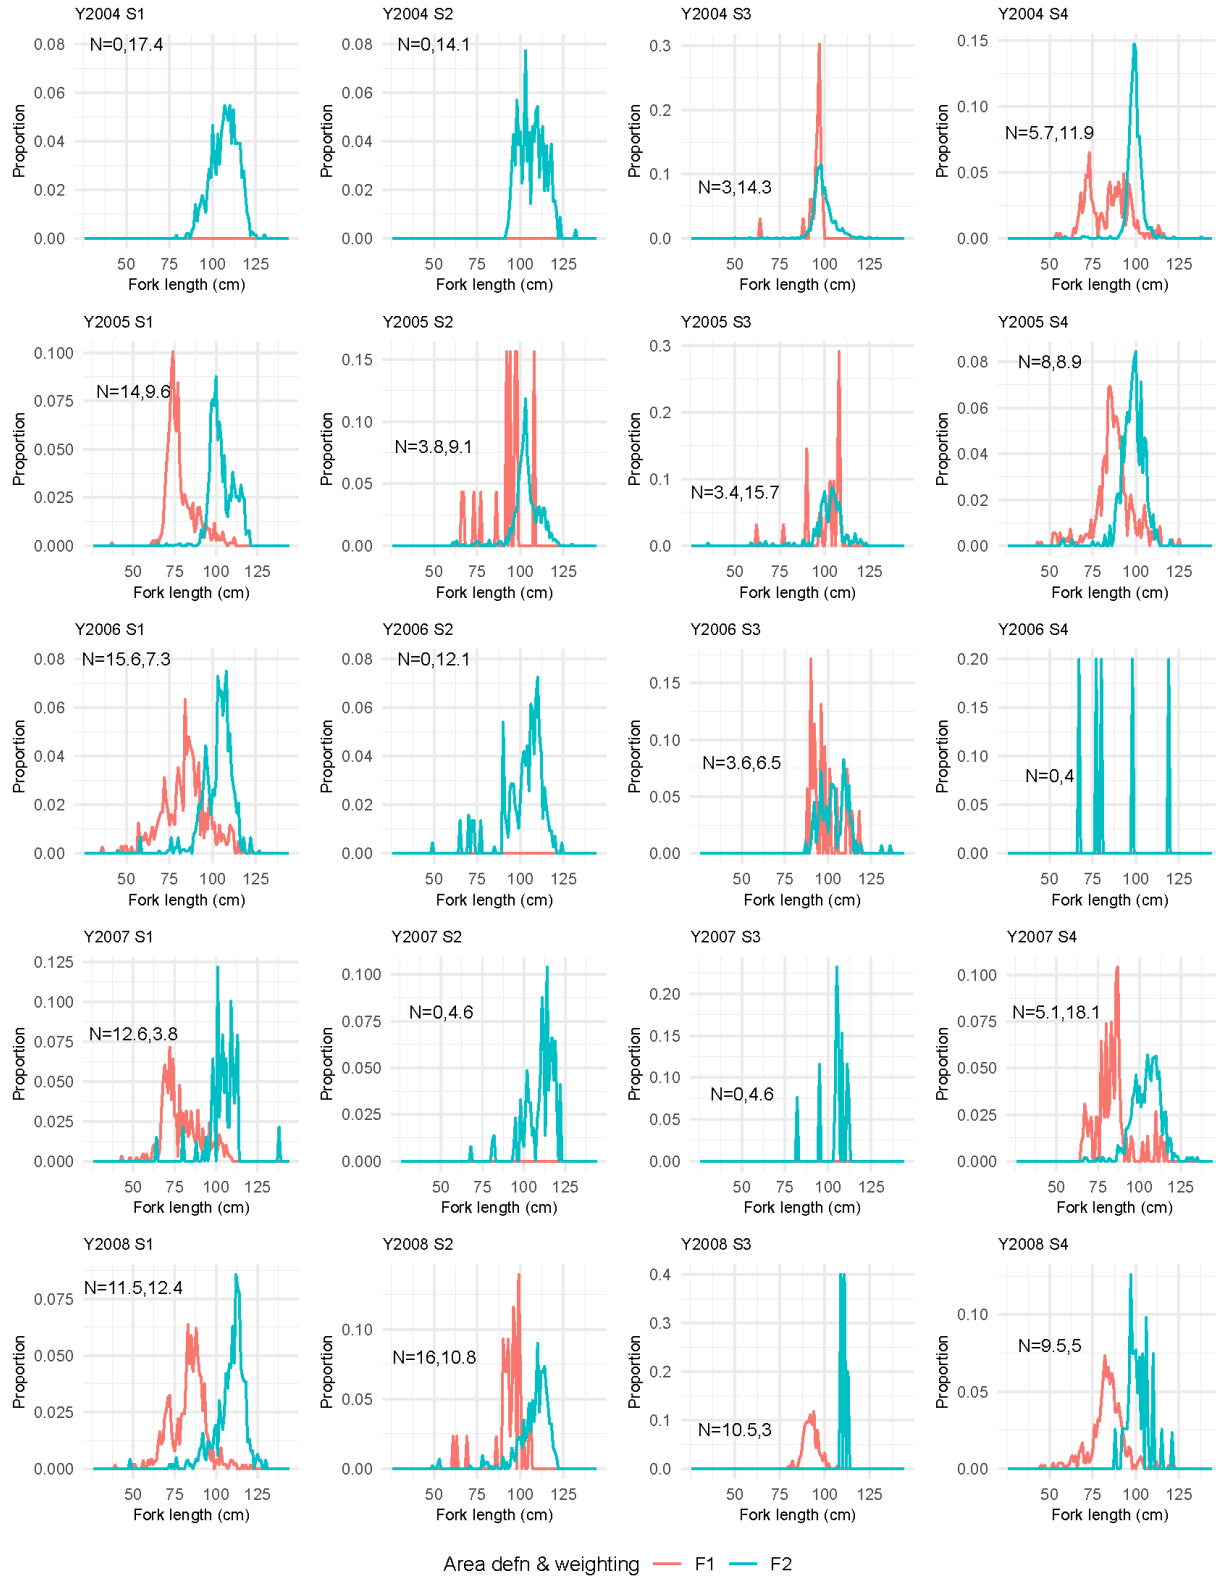 Y2004 S1
N=0,17.4
Proportion
0.08
0.06
0.04
0.02
0.00
50 75 100 125
Fork length (cm)
Y2004 S2
N=0,14.1
Proportion
0.08
0.06
0.04
0.02
0.00
50 75 100 125
Fork length (cm)
Y2004 S3
N=3,14.3
Proportion
0.3
0.2
0.1
0.0
50 75 100 125
Fork length (cm)
Y2004 S4
N=5.7,11.9
Proportion
0.15
0.10
0.05
0.00
50 75 100 125
Fork length (cm)
Y2005 S1
N=14,9.6
Proportion
0.100
0.075
0.050
0.025
0.000
50 75 100 125
Fork length (cm)
Y2005 S2
N=3.8,9.1
Proportion
0.15
0.10
0.05
0.00
50 75 100 125
Fork length (cm)
Y2005 S3
N=3.4,15.7
Proportion
0.3
0.2
0.1
0.0
50 75 100 125
Fork length (cm)
Y2005 S4
N=8,8.9
Proportion
0.08
0.06
0.04
0.02
0.00
50 75 100 125
Fork length (cm)
Y2006 S1
N=15.6,7.3
Proportion
0.08
0.06
0.04
0.02
0.00
50 75 100 125
Fork length (cm)
Y2006 S2
N=0,12.1
Proportion
0.08
0.06
0.04
0.02
0.00
50 75 100 125
Fork length (cm)
Y2006 S3
N=3.6,6.5
Proportion
0.15
0.10
0.05
0.00
50 75 100 125
Fork length (cm)
Y2006 S4
N=0,4
Proportion
0.20
0.15
0.10
0.05
0.00
50 75 100 125
Fork length (cm)
Y2007 S1
N=12.6,3.8
Proportion
0.125
0.100
0.075
0.050
0.025
0.000
50 75 100 125
Fork length (cm)
Y2007 S2
N=0,4.6
Proportion
0.100
0.075
0.050
0.025
0.000
50 75 100 125
Fork length (cm)
Y2007 S3
N=0,4.6
Proportion
0.20
0.15
0.10
0.05
0.00
50 75 100 125
Fork length (cm)
Y2007 S4
N=5.1,18.1
Proportion
0.100
0.075
0.050
0.025
0.000
50 75 100 125
Fork length (cm)
Y2008 S1
N=11.5,12.4
Proportion
0.075
0.050
0.025
0.000
50 75 100 125
Fork length (cm)
Y2008 S2
N=16,10.8
Proportion
0.10
0.05
0.00
50 75 100 125
Fork length (cm)
Y2008 S3
N=10.5,3
Proportion
0.4
0.3
0.2
0.1
0.0
50 75 100 125
Fork length (cm)
Y2008 S4
N=9.5,5
Proportion
0.10
0.05
0.00
50 75 100 125
Fork length (cm)
Area defn & weighting F1 F2